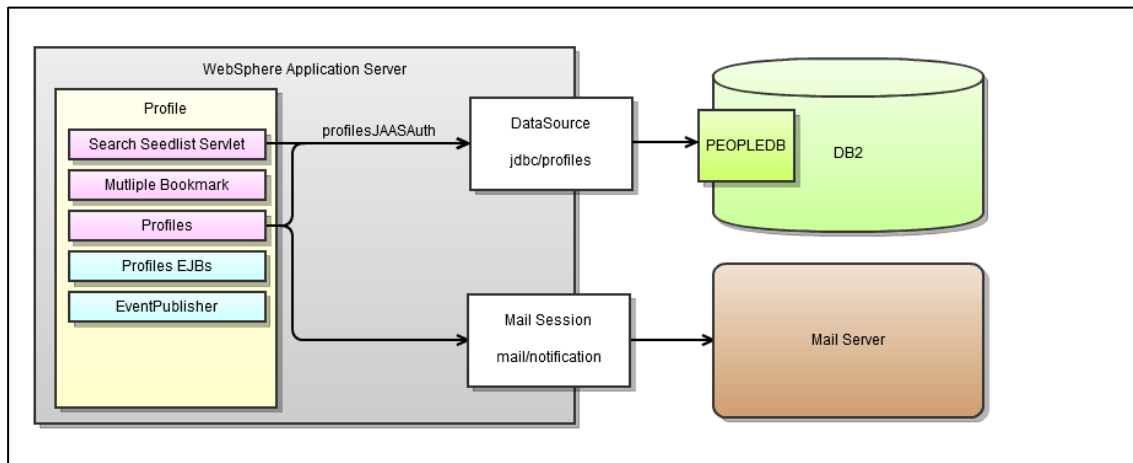 WebSphere Application Server
Profile
Search Seedlist Servlet
Mutliple Bookmark
Profiles
Profiles EJBs
EventPublisher
profilesJAASAuth
DataSource
jdbc/profiles
Mail Session
mail/notification
PEOPLEDB
DB2
Mail Server